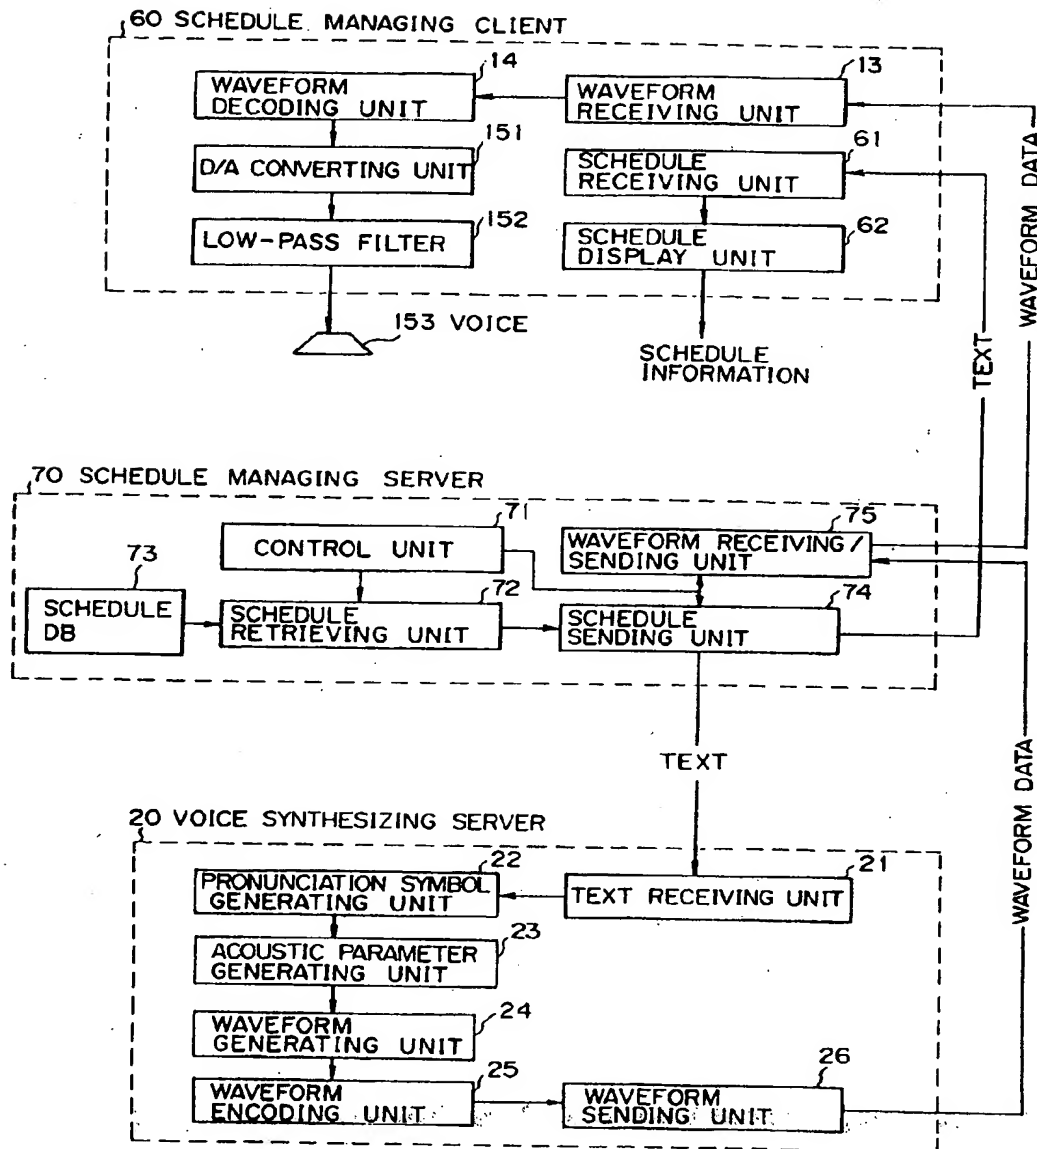 60 SCHEDULE MANAGING CLIENT
14
WAVEFORM
DECODING UNIT
13
WAVEFORM
RECEIVING UNIT
151
D/A CONVERTING UNIT
61
SCHEDULE
RECEIVING UNIT
152
LOW-PASS FILTER
62
SCHEDULE
DISPLAY UNIT
153 VOICE
SCHEDULE
INFORMATION
TEXT
WAVEFORM DATA
70 SCHEDULE MANAGING SERVER
71
CONTROL UNIT
75
WAVEFORM RECEIVING/
SENDING UNIT
73
SCHEDULE
DB
72
SCHEDULE
RETRIEVING UNIT
74
SCHEDULE
SENDING UNIT
TEXT
WAVEFORM DATA
20 VOICE SYNTHESIZING SERVER
22
PRONUNCIATION SYMBOL
GENERATING UNIT
21
TEXT RECEIVING UNIT
23
ACOUSTIC PARAMETER
GENERATING UNIT
24
WAVEFORM
GENERATING UNIT
25
WAVEFORM
ENCODING UNIT
26
WAVEFORM
SENDING UNIT